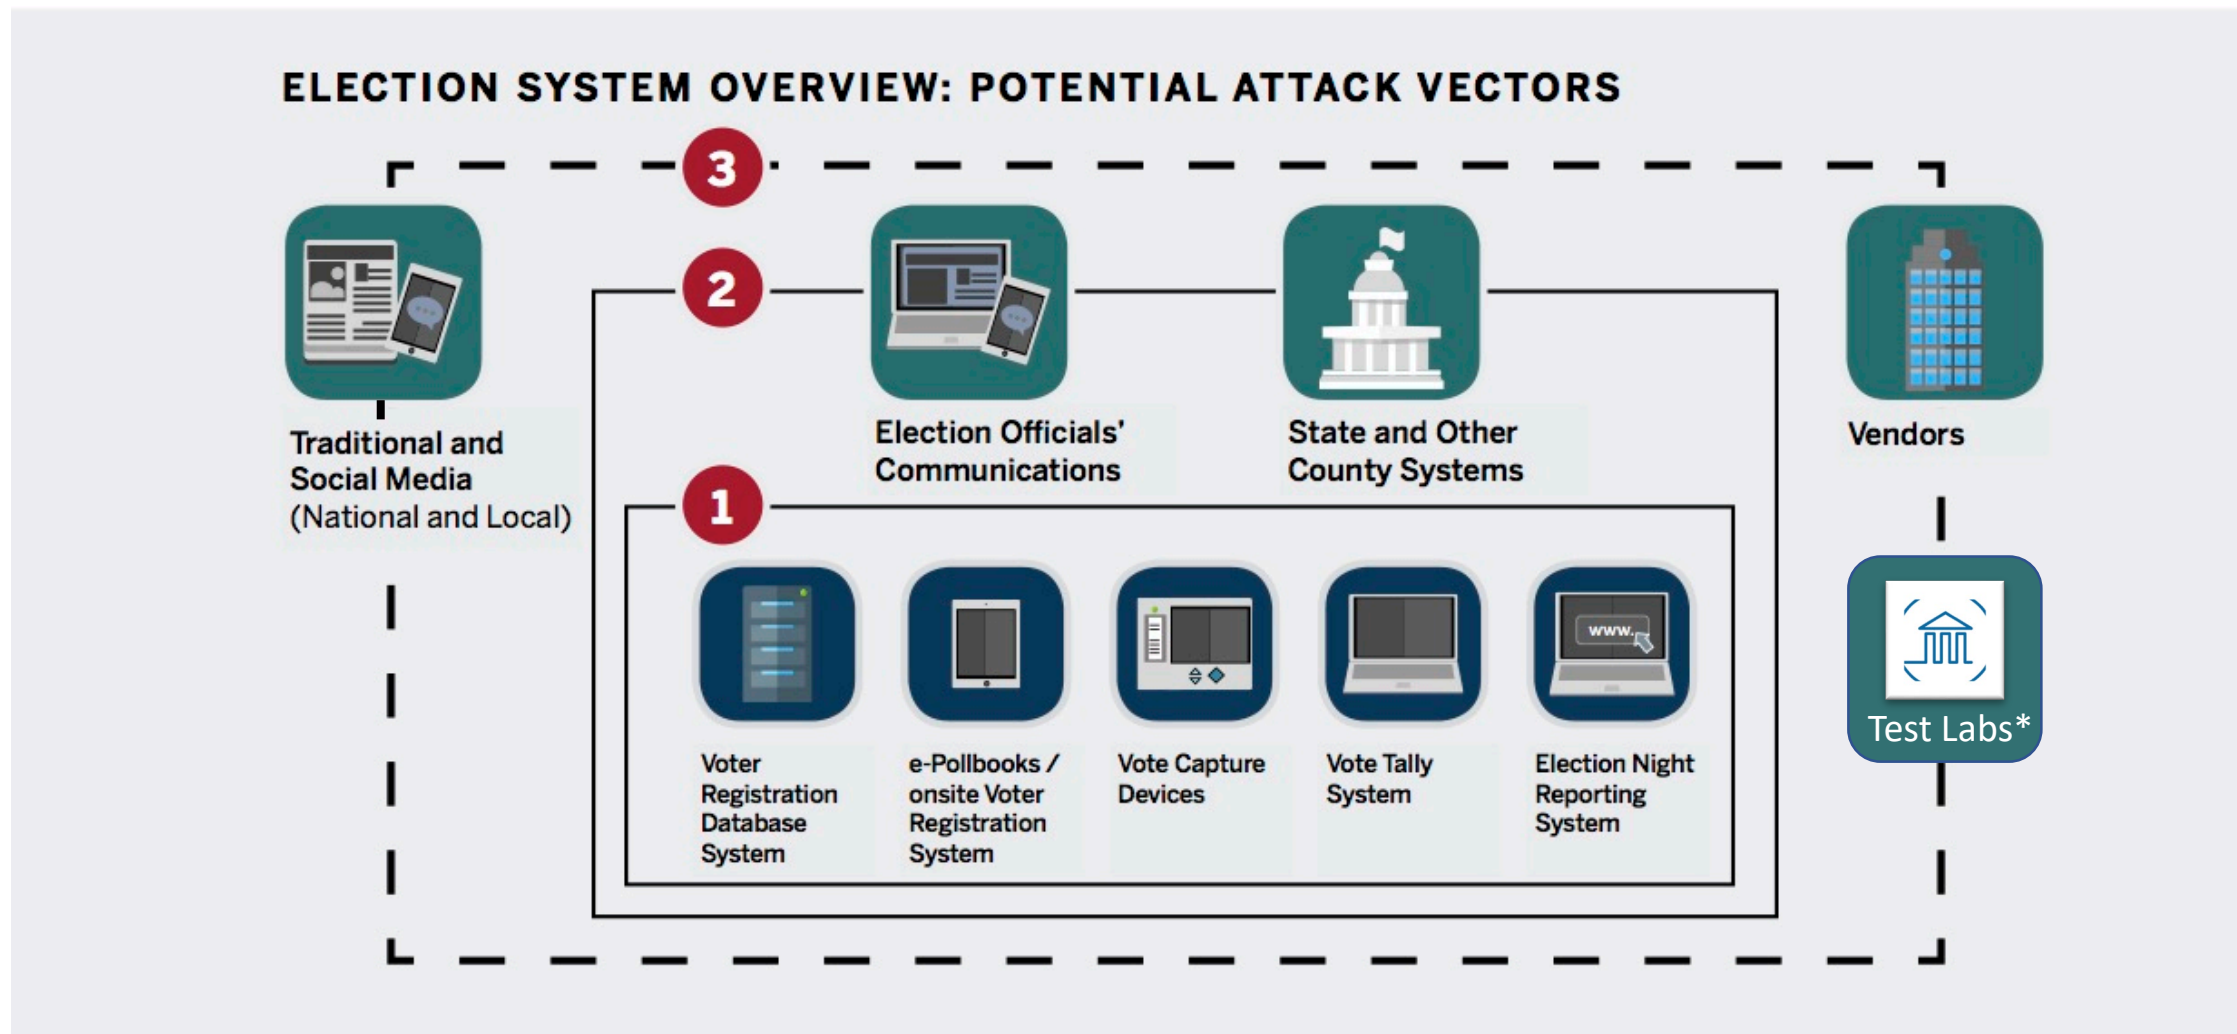 ELECTION SYSTEM OVERVIEW: POTENTIAL ATTACK VECTORS
3
2
Traditional and
Social Media
(National and Local)
Election Officials’
Communications
State and Other
County Systems
Vendors
1
www.
Test Labs*
Voter
Registration
Database
System
e-Pollbooks /
onsite Voter
Registration
System
Vote Capture
Devices
Vote Tally
System
Election Night
Reporting
System